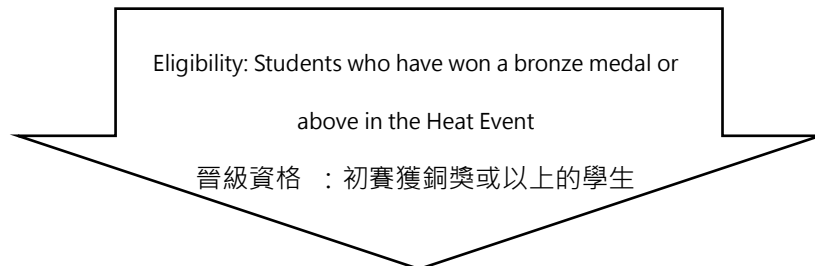 Eligibility: Students who have won a bronze medal or
above in the Heat Event
晉級資格 ：初賽獲銅獎或以上的學生